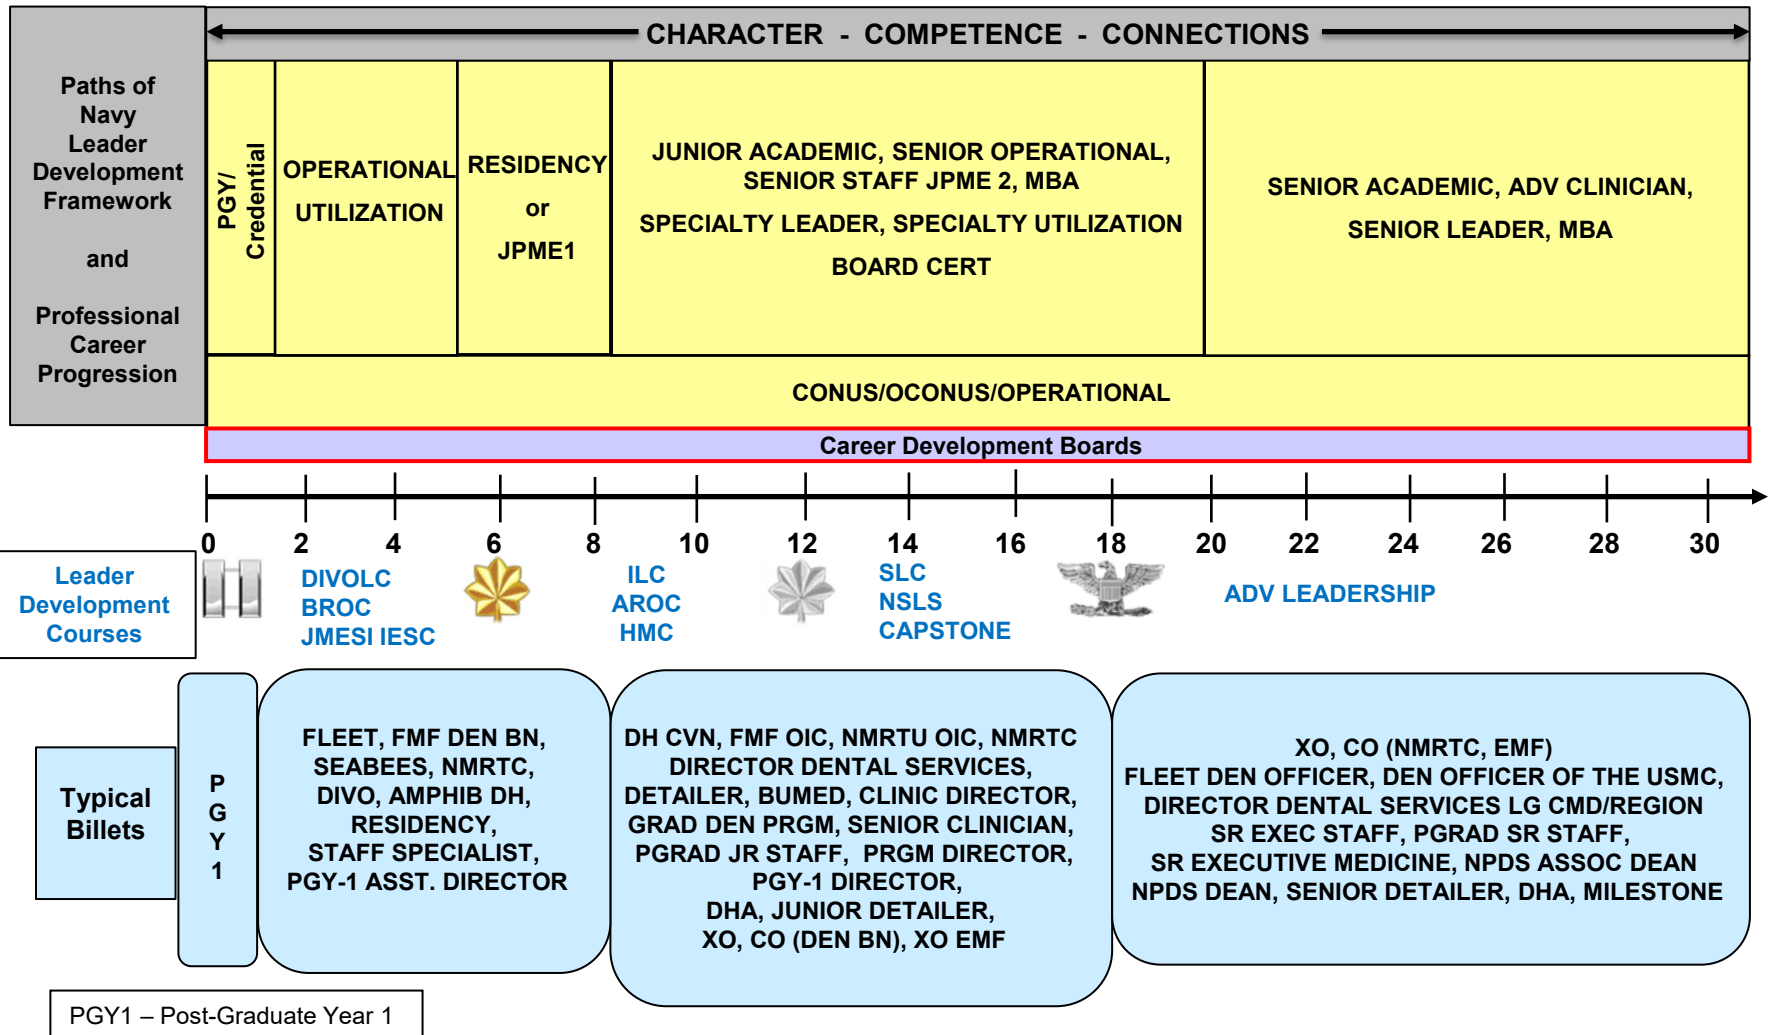 CHARACTER - COMPETENCE - CONNECTIONS
Paths of
Navy
Leader
Development
Framework
and
Professional
Career
Progression
PGY/
Credential
OPERATIONAL
UTILIZATION
RESIDENCY
or
JPME1
JUNIOR ACADEMIC, SENIOR OPERATIONAL,
SENIOR STAFF JPME 2, MBA
SPECIALTY LEADER, SPECIALTY UTILIZATION
BOARD CERT
SENIOR ACADEMIC, ADV CLINICIAN,
SENIOR LEADER, MBA
CONUS/OCONUS/OPERATIONAL
Career Development Boards
0 2 4 6 8 10 12 14 16 18 20 22 24 26 28 30
Leader
Development
Courses
DIVOLC
BROC
JMESI IESC
ILC
AROC
HMC
SLC
NSLS
CAPSTONE
ADV LEADERSHIP
Typical
Billets
P
G
Y
1
FLEET, FMF DEN BN,
SEABEES, NMRTC,
DIVO, AMPHIB DH,
RESIDENCY,
STAFF SPECIALIST,
PGY-1 ASST. DIRECTOR
DH CVN, FMF OIC, NMRTU OIC, NMRTC
DIRECTOR DENTAL SERVICES,
DETAILER, BUMED, CLINIC DIRECTOR,
GRAD DEN PRGM, SENIOR CLINICIAN,
PGRAD JR STAFF, PRGM DIRECTOR,
PGY-1 DIRECTOR,
DHA, JUNIOR DETAILER,
XO, CO (DEN BN), XO EMF
XO, CO (NMRTC, EMF)
FLEET DEN OFFICER, DEN OFFICER OF THE USMC,
DIRECTOR DENTAL SERVICES LG CMD/REGION
SR EXEC STAFF, PGRAD SR STAFF,
SR EXECUTIVE MEDICINE, NPDS ASSOC DEAN
NPDS DEAN, SENIOR DETAILER, DHA, MILESTONE
PGY1 – Post-Graduate Year 1